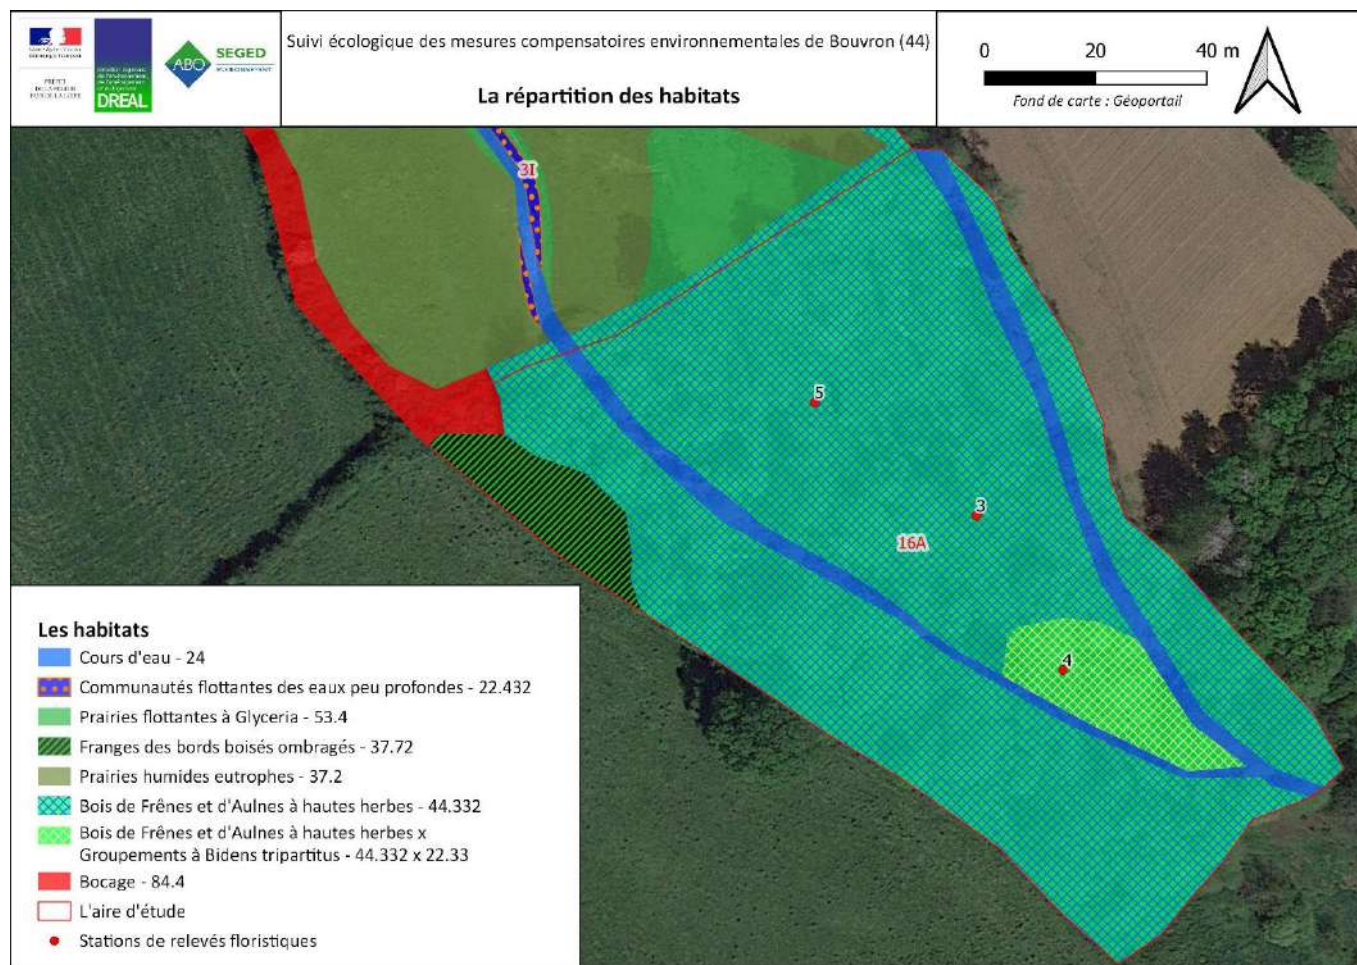 DREAL
ABO
SEGED
Suivi écologique des mesures compensatoires environnementales de Bouvron (44)
La répartition des habitats
0 20 40 m
Fond de carte : Géoportail
3I
5
3
16A
4
Les habitats
Cours d'eau - 24
Communautés flottantes des eaux peu profondes - 22.432
Prairies flottantes à Glyceria - 53.4
Franges des bords boisés ombragés - 37.72
Prairies humides eutrophes - 37.2
Bois de Frênes et d'Aulnes à hautes herbes - 44.332
Bois de Frênes et d'Aulnes à hautes herbes x
Groupements à Bidens tripartitus - 44.332 x 22.33
Bocage - 84.4
L'aire d'étude
Stations de relevés floristiques